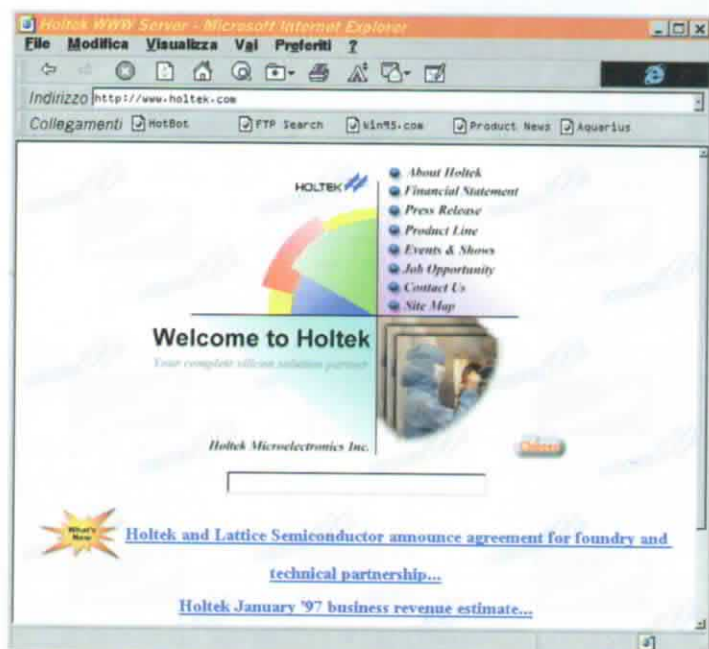 Holtek WWW Server - Microsoft Internet Explorer
File Modifica Visualizza Vai Preferiti ?
Indirizzo http://www.holtek.com
Collegamenti HotBot FTP Search Win95.com Product News Aquarius
HOLTEK
About Holtek
Financial Statement
Press Release
Product Line
Events & Shows
Job Opportunity
Contact Us
Site Map
Welcome to Holtek
Your complete silicon solution partner
Holtek Microelectronics Inc.
What's New
Holtek and Lattice Semiconductor announce agreement for foundry and
technical partnership...
Holtek January '97 business revenue estimate...